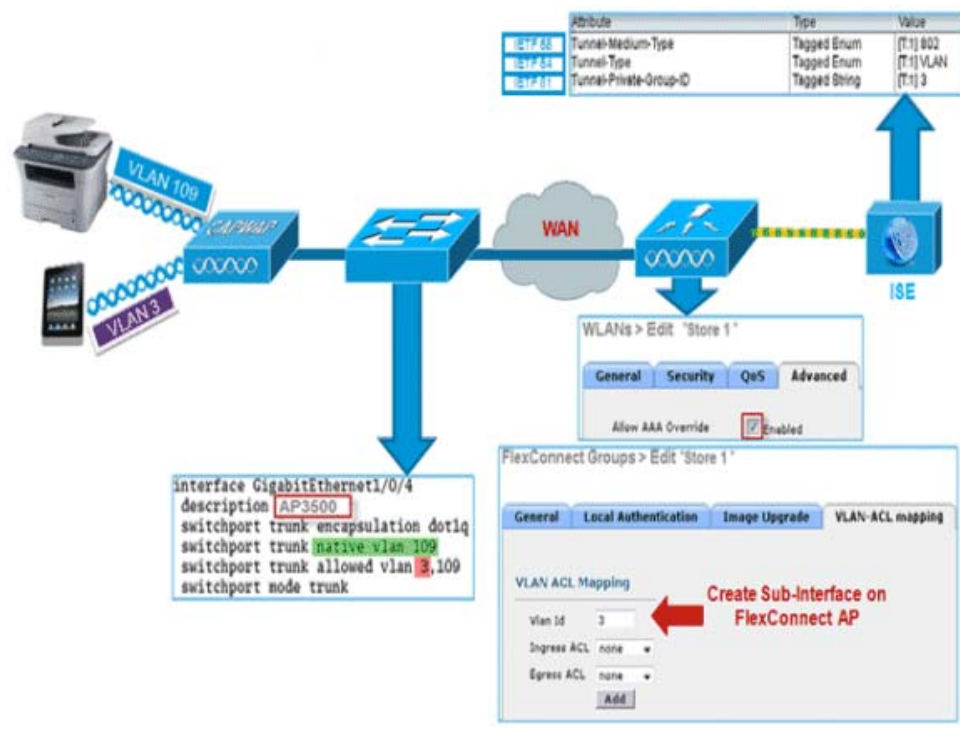 Attribute Type Value
IETF 68 Tunnel-Medium-Type Tagged Enum [T:1] 802
IETF 64 Tunnel-Type Tagged Enum [T:1] VLAN
IETF 81 Tunnel-Private-Group-ID Tagged String [T:1] 3
VLAN 109
CAPWAP
WAN
VLAN 3
ISE
WLANs > Edit 'Store 1'
General Security QoS Advanced
Allow AAA Override Enabled
FlexConnect Groups > Edit 'Store 1'
General Local Authentication Image Upgrade VLAN-ACL mapping
VLAN ACL Mapping
Vlan Id 3
Ingress ACL none
Egress ACL none
Add
Create Sub-Interface on
FlexConnect AP
interface GigabitEthernet1/0/4
description AP3500
switchport trunk encapsulation dot1q
switchport trunk native vlan 109
switchport trunk allowed vlan 3,109
switchport mode trunk